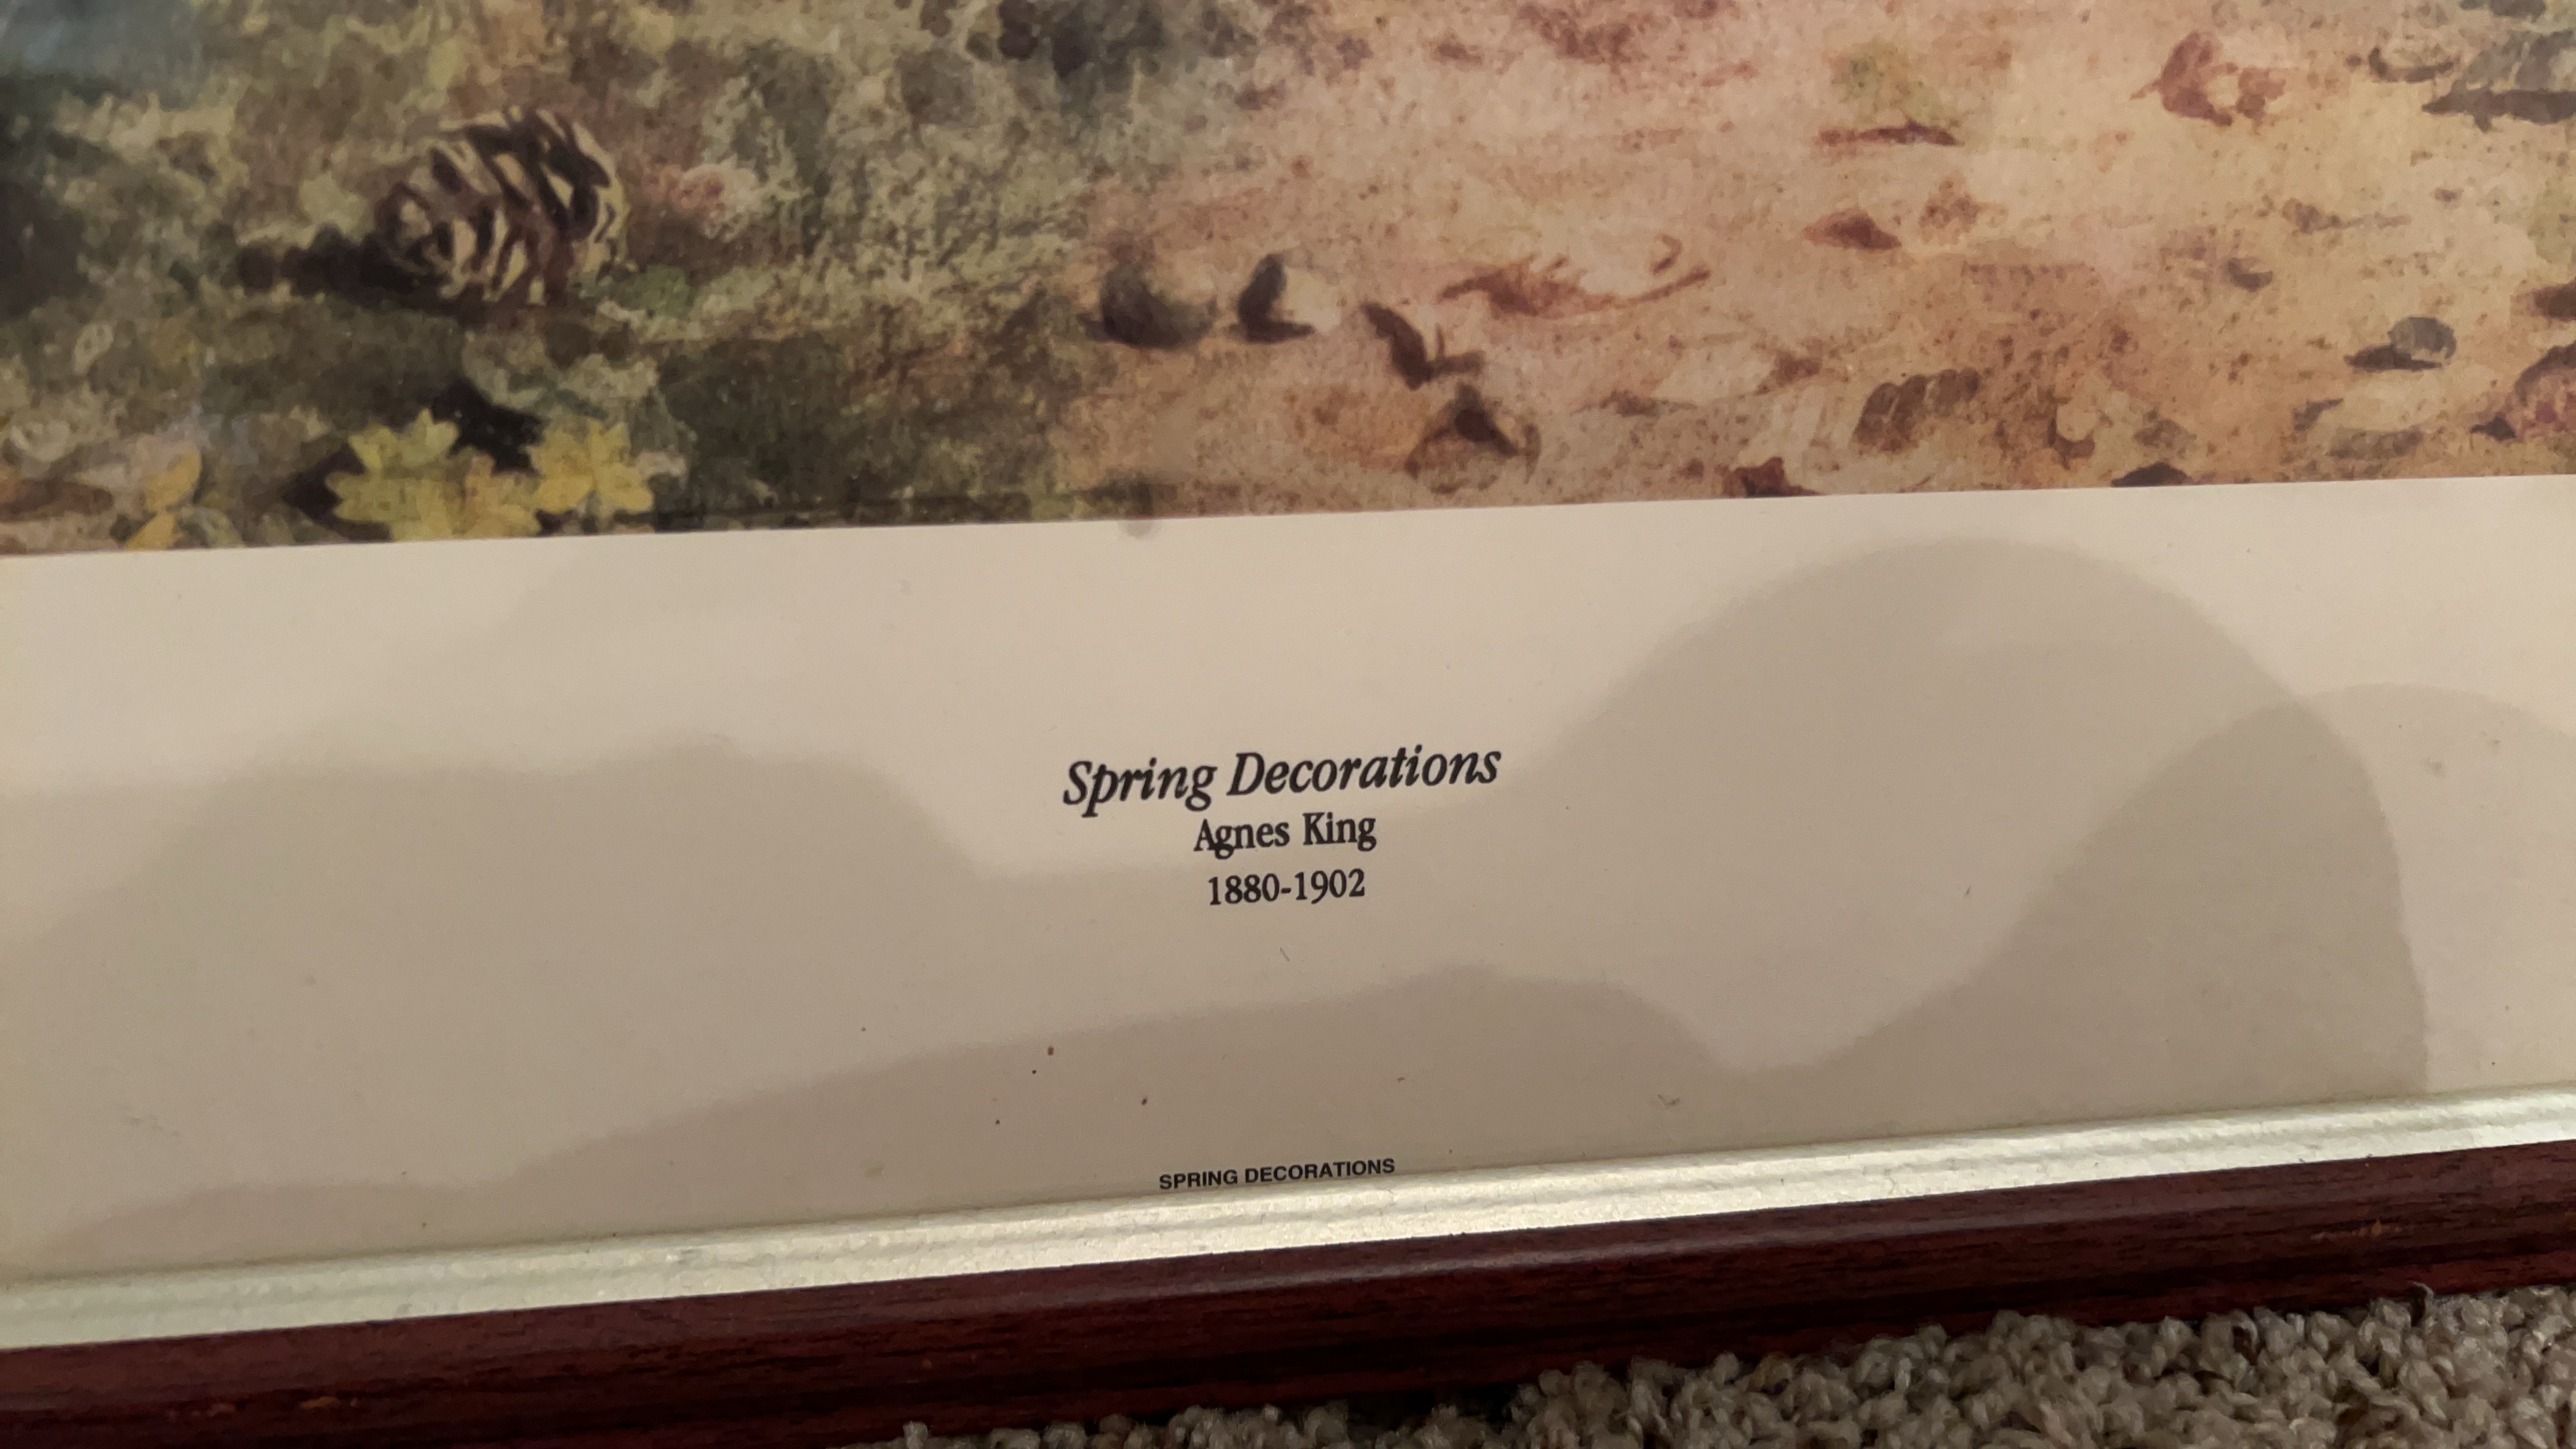 Spring Decorations
Agnes King
1880-1902
SPRING DECORATIONS